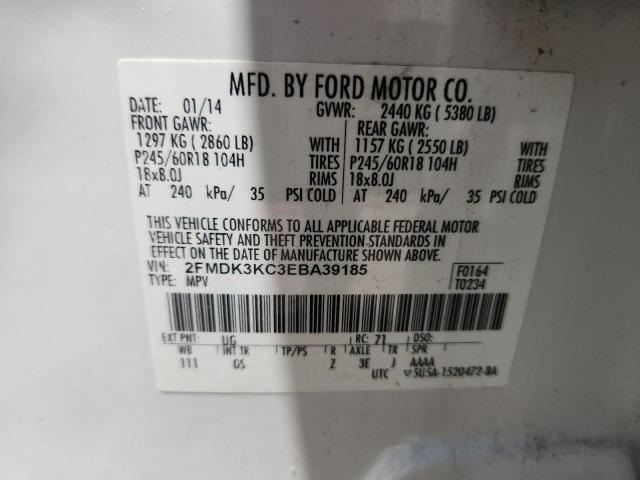 MFD. BY FORD MOTOR CO.
DATE: 01/14 GVWR: 2440 KG ( 5380 LB)
FRONT GAWR: REAR GAWR:
1297 KG ( 2860 LB) WITH 1157 KG ( 2550 LB) WITH
P245/60R18 104H TIRES P245/60R18 104H TIRES
18x8.0J RIMS 18x8.0J RIMS
AT 240 kPa/ 35 PSI COLD AT 240 kPa/ 35 PSI COLD
THIS VEHICLE CONFORMS TO ALL APPLICABLE FEDERAL MOTOR
VEHICLE SAFETY AND THEFT PREVENTION STANDARDS IN
EFFECT ON THE DATE OF MANUFACTURE SHOWN ABOVE.
VIN: 2FMDK3KC3EBA39185 F0164
TYPE: MPV T0234
EXT PNT: UG RC: 71 DSO:
WB INT TR TP/PS R AXLE TR SPR
111 GS Z 3E J AAAA
UTC 5U5A-1520472-BA